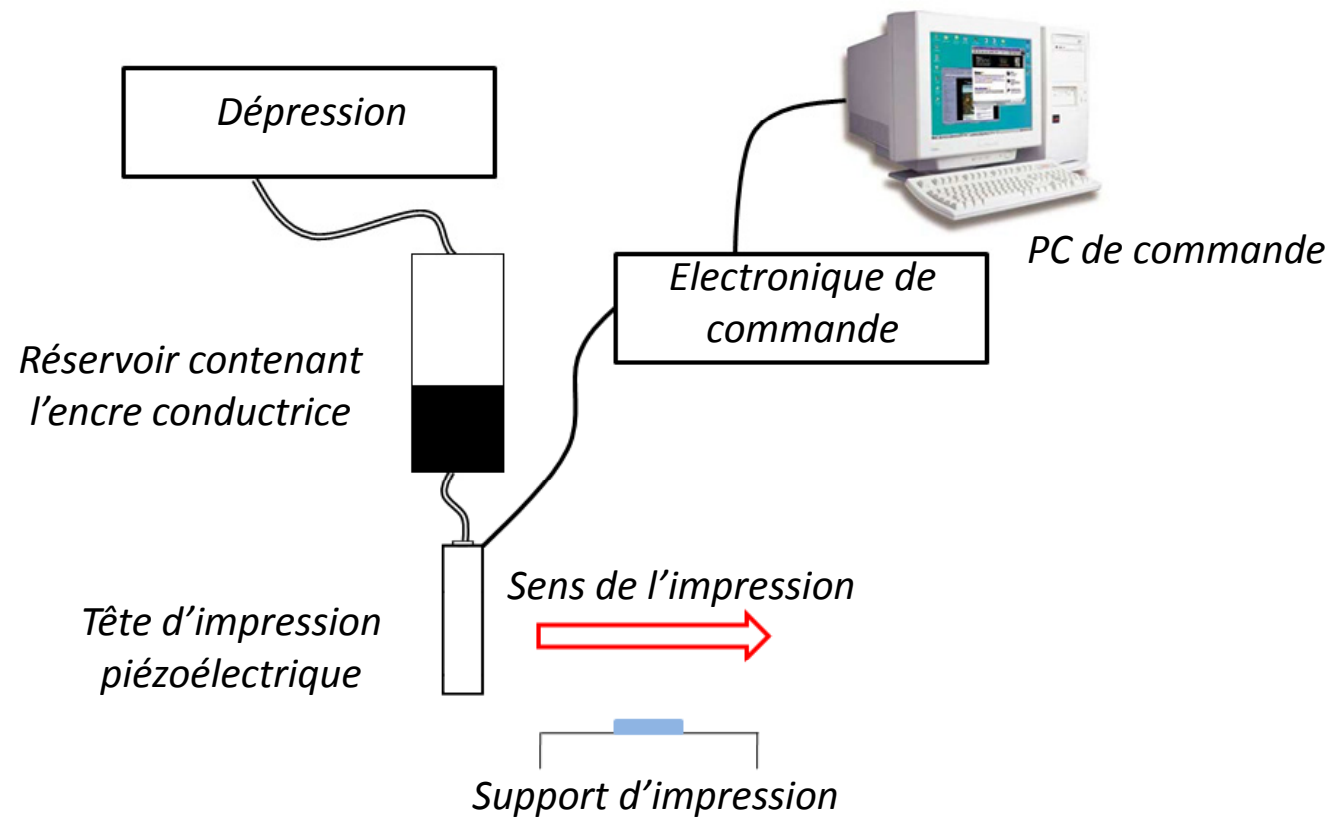 Dépression
PC de commande
Electronique de
commande
Réservoir contenant
l’encre conductrice
Sens de l’impression
Tête d’impression
piézoélectrique
Support d’impression